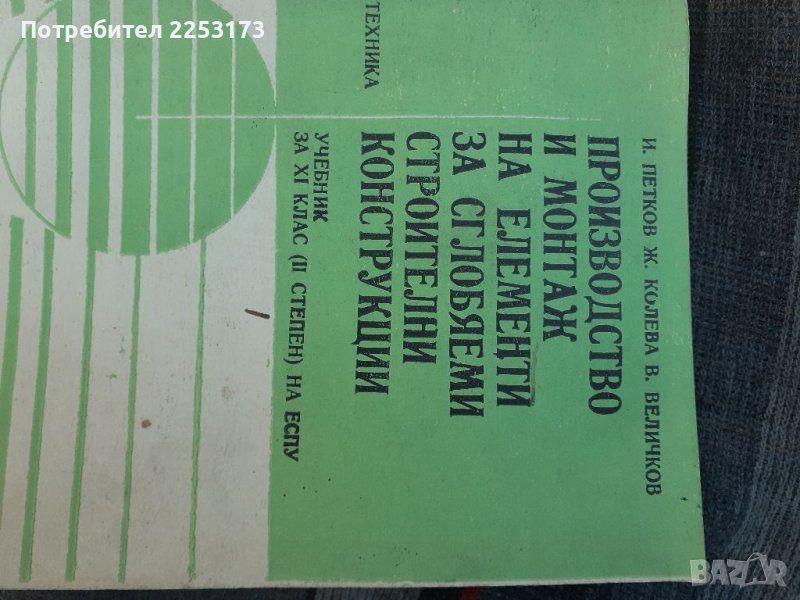 Потребител 2253173
И. ПЕТКОВ Ж. КОЛЕВА В. ВЕЛИЧКОВ
ПРОИЗВОДСТВО
И МОНТАЖ
НА ЕЛЕМЕНТИ
ЗА СГЛОБЯЕМИ
СТРОИТЕЛНИ
КОНСТРУКЦИИ
УЧЕБНИК
ЗА XI КЛАС (II СТЕПЕН) НА ЕСПУ
ТЕХНИКА
BAZAR